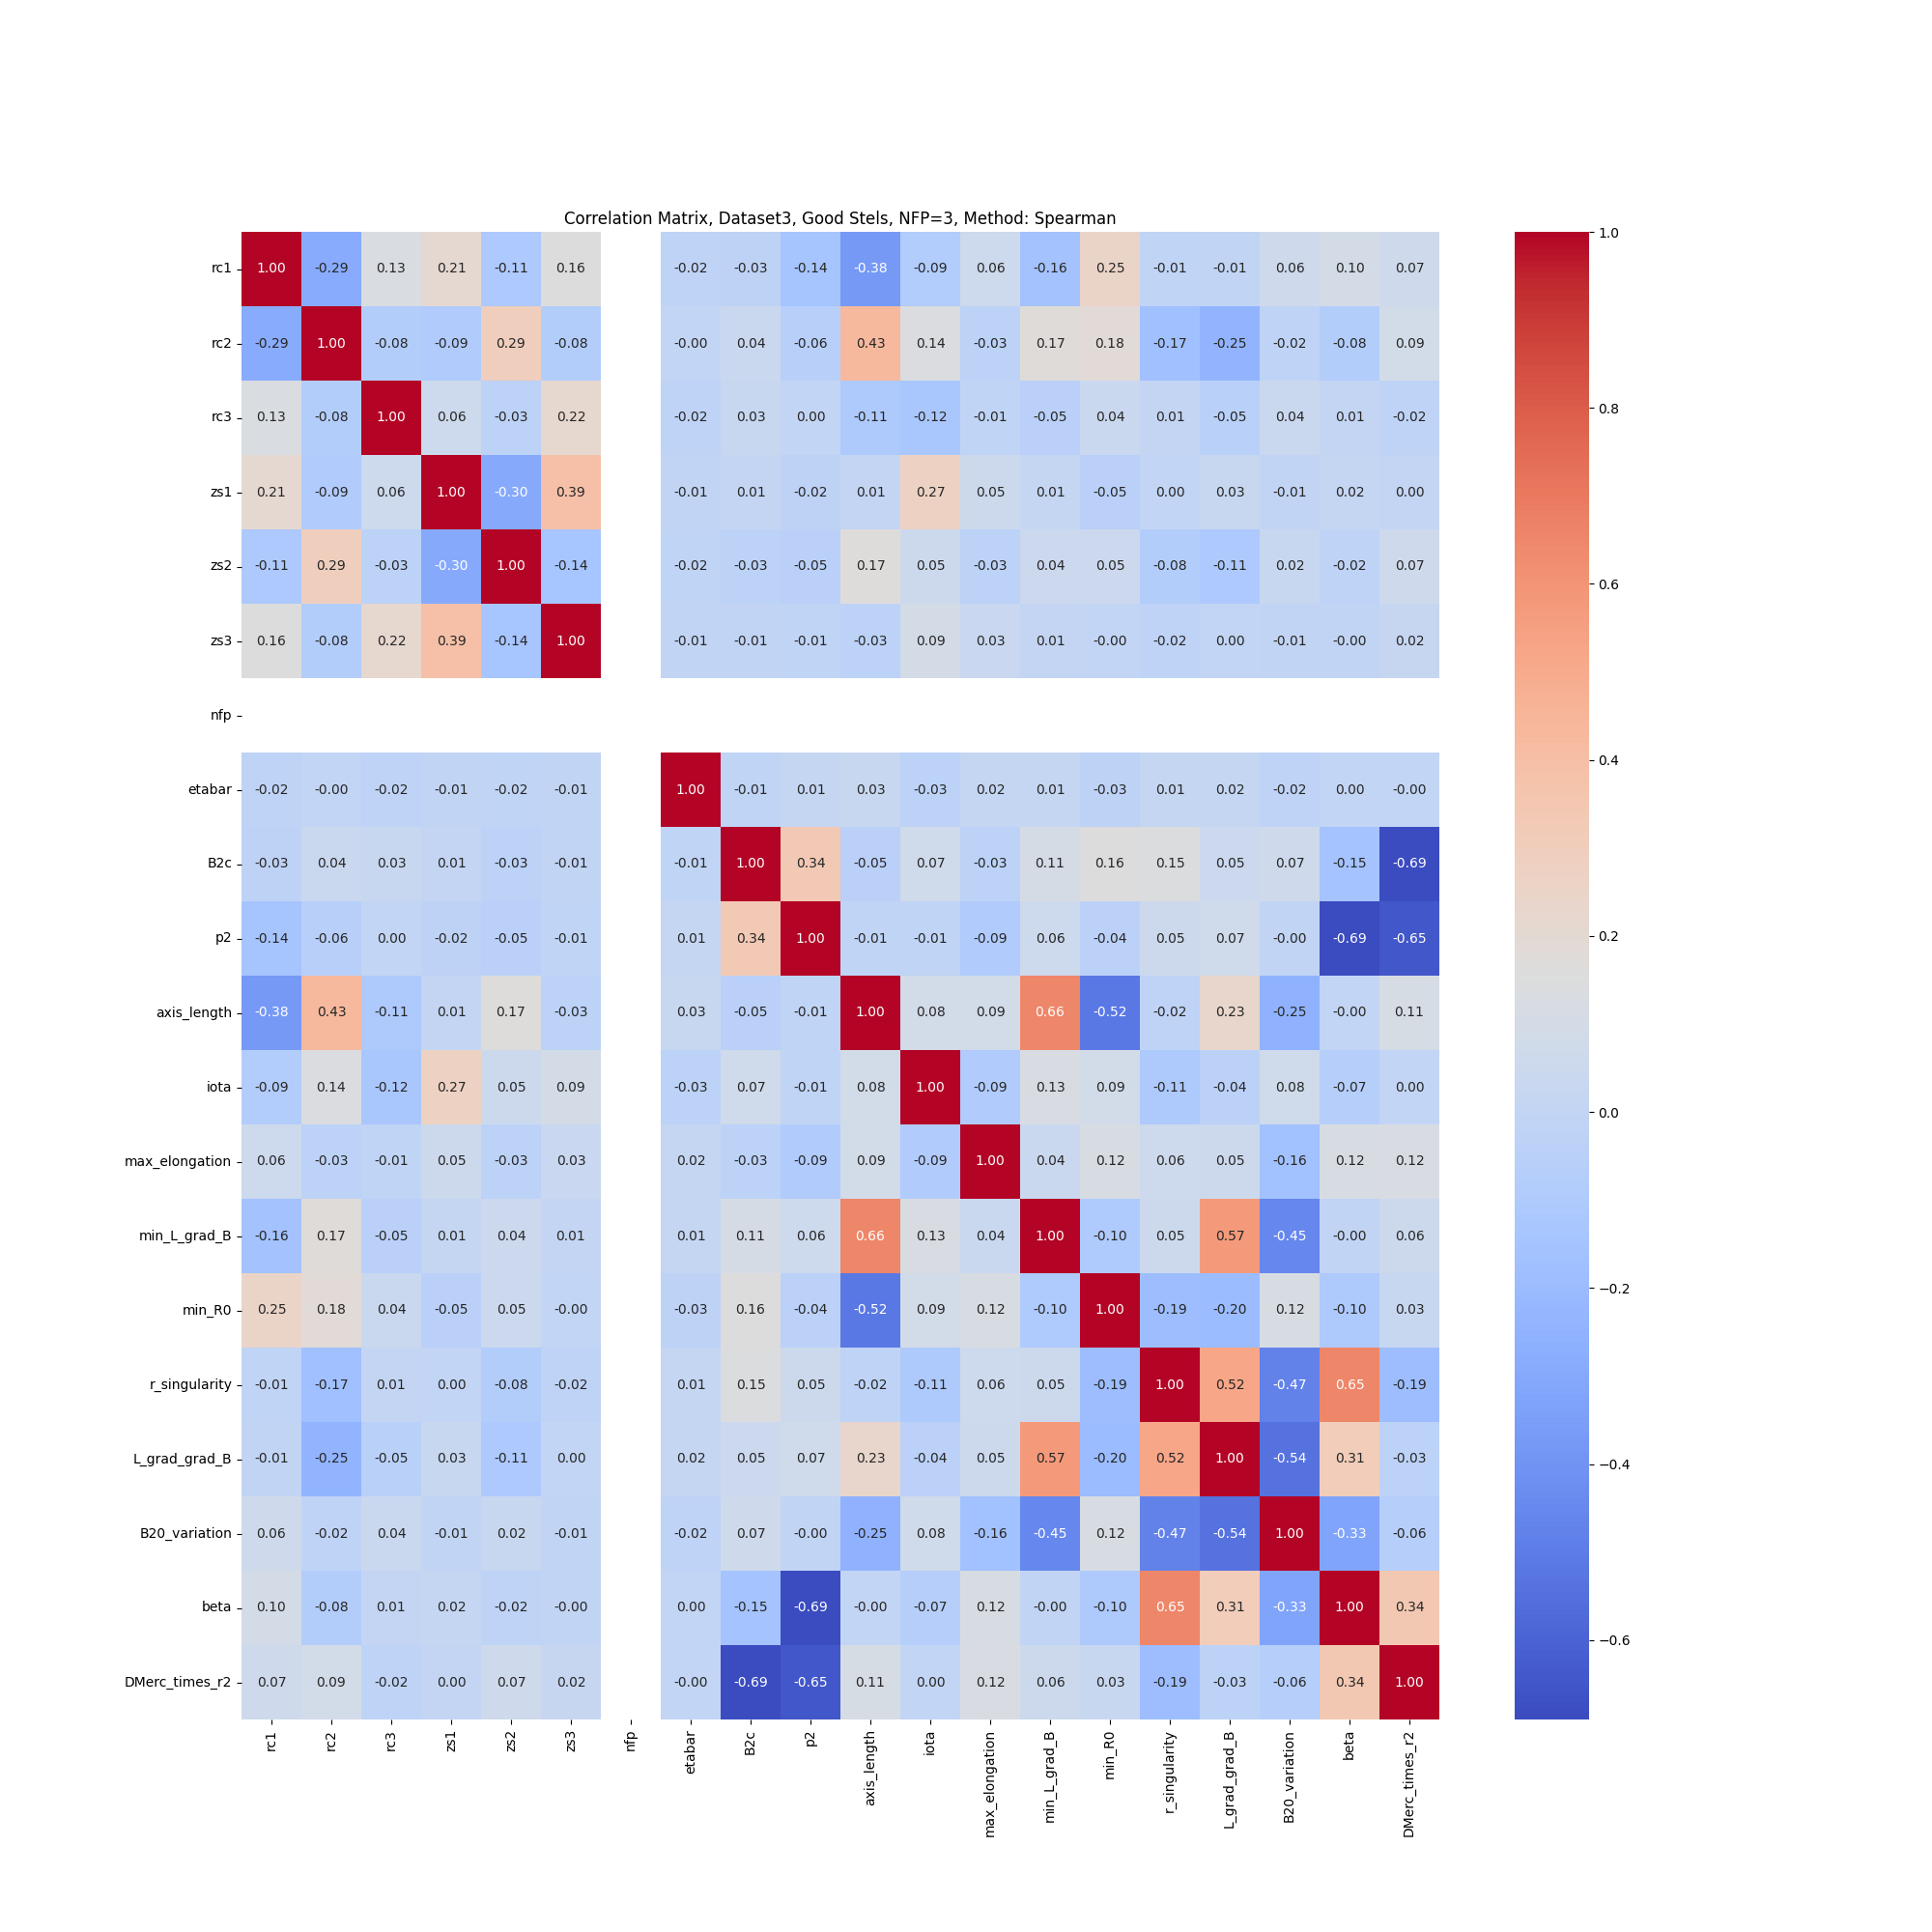 Correlation Matrix, Dataset3, Good Stels, NFP=3, Method: Spearman
rc1 1.00 -0.29 0.13 0.21 -0.11 0.16 -0.02 -0.03 -0.14 -0.38 -0.09 0.06 -0.16 0.25 -0.01 -0.01 0.06 0.10 0.07
rc2 -0.29 1.00 -0.08 -0.09 0.29 -0.08 -0.00 0.04 -0.06 0.43 0.14 -0.03 0.17 0.18 -0.17 -0.25 -0.02 -0.08 0.09
rc3 0.13 -0.08 1.00 0.06 -0.03 0.22 -0.02 0.03 0.00 -0.11 -0.12 -0.01 -0.05 0.04 0.01 -0.05 0.04 0.01 -0.02
zs1 0.21 -0.09 0.06 1.00 -0.30 0.39 -0.01 0.01 -0.02 0.01 0.27 0.05 0.01 -0.05 0.00 0.03 -0.01 0.02 0.00
zs2 -0.11 0.29 -0.03 -0.30 1.00 -0.14 -0.02 -0.03 -0.05 0.17 0.05 -0.03 0.04 0.05 -0.08 -0.11 0.02 -0.02 0.07
zs3 0.16 -0.08 0.22 0.39 -0.14 1.00 -0.01 -0.01 -0.01 -0.03 0.09 0.03 0.01 -0.00 -0.02 0.00 -0.01 -0.00 0.02
nfp
etabar -0.02 -0.00 -0.02 -0.01 -0.02 -0.01 1.00 -0.01 0.01 0.03 -0.03 0.02 0.01 -0.03 0.01 0.02 -0.02 0.00 -0.00
B2c -0.03 0.04 0.03 0.01 -0.03 -0.01 -0.01 1.00 0.34 -0.05 0.07 -0.03 0.11 0.16 0.15 0.05 0.07 -0.15 -0.69
p2 -0.14 -0.06 0.00 -0.02 -0.05 -0.01 0.01 0.34 1.00 -0.01 -0.01 -0.09 0.06 -0.04 0.05 0.07 -0.00 -0.69 -0.65
axis_length -0.38 0.43 -0.11 0.01 0.17 -0.03 0.03 -0.05 -0.01 1.00 0.08 0.09 0.66 -0.52 -0.02 0.23 -0.25 -0.00 0.11
iota -0.09 0.14 -0.12 0.27 0.05 0.09 -0.03 0.07 -0.01 0.08 1.00 -0.09 0.13 0.09 -0.11 -0.04 0.08 -0.07 0.00
max_elongation 0.06 -0.03 -0.01 0.05 -0.03 0.03 0.02 -0.03 -0.09 0.09 -0.09 1.00 0.04 0.12 0.06 0.05 -0.16 0.12 0.12
min_L_grad_B -0.16 0.17 -0.05 0.01 0.04 0.01 0.01 0.11 0.06 0.66 0.13 0.04 1.00 -0.10 0.05 0.57 -0.45 -0.00 0.06
min_R0 0.25 0.18 0.04 -0.05 0.05 -0.00 -0.03 0.16 -0.04 -0.52 0.09 0.12 -0.10 1.00 -0.19 -0.20 0.12 -0.10 0.03
r_singularity -0.01 -0.17 0.01 0.00 -0.08 -0.02 0.01 0.15 0.05 -0.02 -0.11 0.06 0.05 -0.19 1.00 0.52 -0.47 0.65 -0.19
L_grad_grad_B -0.01 -0.25 -0.05 0.03 -0.11 0.00 0.02 0.05 0.07 0.23 -0.04 0.05 0.57 -0.20 0.52 1.00 -0.54 0.31 -0.03
B20_variation 0.06 -0.02 0.04 -0.01 0.02 -0.01 -0.02 0.07 -0.00 -0.25 0.08 -0.16 -0.45 0.12 -0.47 -0.54 1.00 -0.33 -0.06
beta 0.10 -0.08 0.01 0.02 -0.02 -0.00 0.00 -0.15 -0.69 -0.00 -0.07 0.12 -0.00 -0.10 0.65 0.31 -0.33 1.00 0.34
DMerc_times_r2 0.07 0.09 -0.02 0.00 0.07 0.02 -0.00 -0.69 -0.65 0.11 0.00 0.12 0.06 0.03 -0.19 -0.03 -0.06 0.34 1.00
rc1 rc2 rc3 zs1 zs2 zs3 nfp etabar B2c p2 axis_length iota max_elongation min_L_grad_B min_R0 r_singularity L_grad_grad_B B20_variation beta DMerc_times_r2
1.0
0.8
0.6
0.4
0.2
0.0
−0.2
−0.4
−0.6